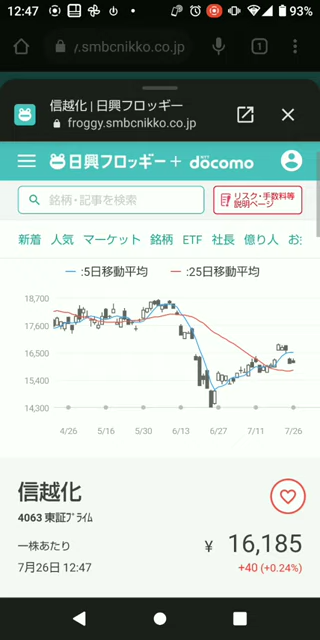 12:47
93%
.smbcnikko.co.jp
1
信越化 | 日興フロッギー
froggy.smbcnikko.co.jp
日興フロッギー + docomo
銘柄・記事を検索
リスク・手数料等
説明ページ
新着 人気 マーケット 銘柄 ETF 社長 億り人
:5日移動平均 :25日移動平均
18,700
17,600
16,500
15,400
14,300
4/26 5/16 5/30 6/13 6/27 7/11 7/26
信越化
4063 東証ﾌﾟﾗｲﾑ
一株あたり ¥ 16,185
7月26日 12:47 +40 (+0.24%)